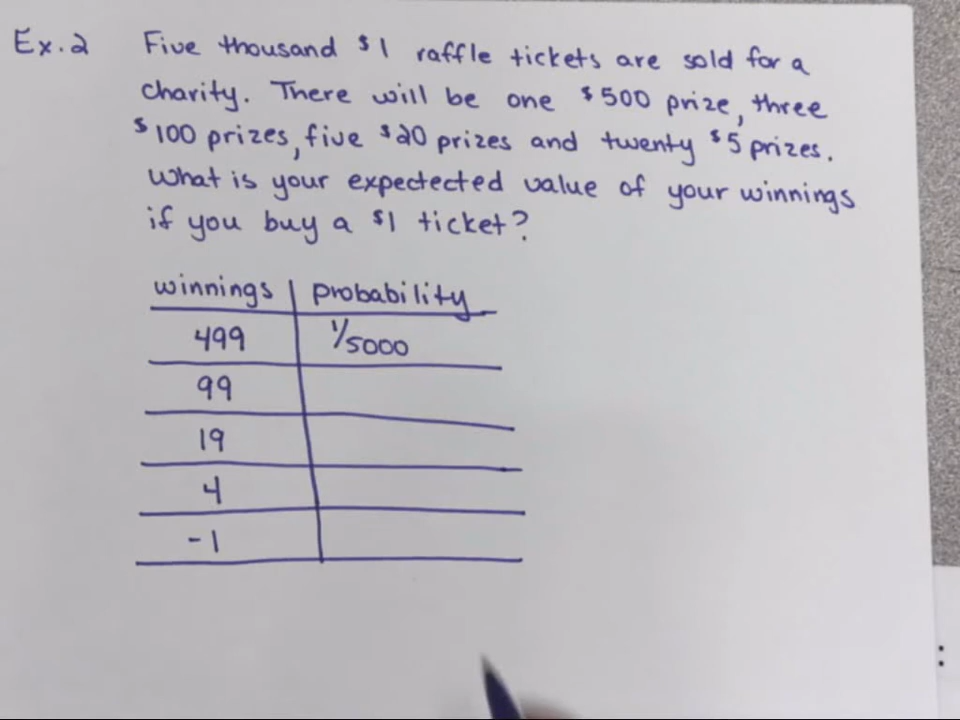 Ex.2 Five thousand $1 raffle tickets are sold for a
charity. There will be one $500 prize, three
$100 prizes, five $20 prizes and twenty $5 prizes.
What is your expectected value of your winnings
if you buy a $1 ticket?
winnings probability
499 1/5000
99
19
4
-1